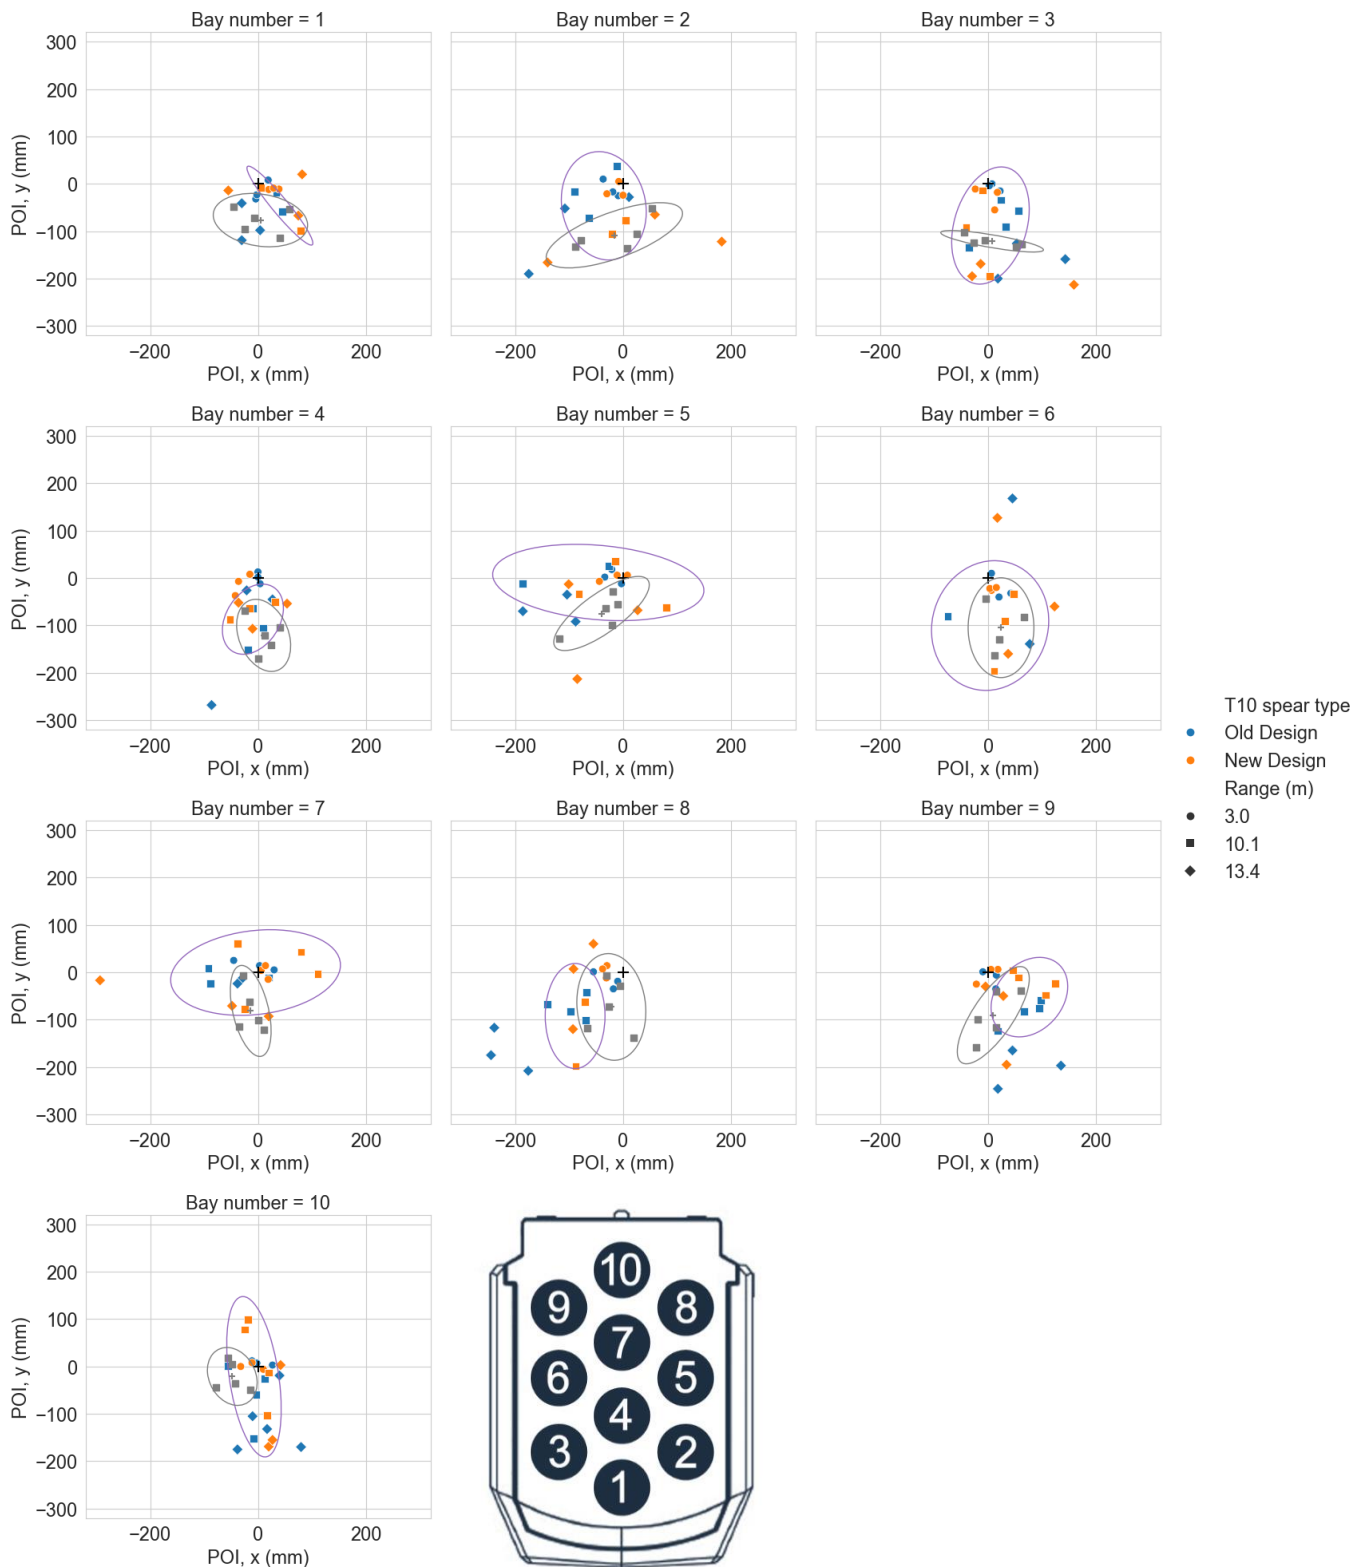 Bay number = 1
Bay number = 2
Bay number = 3
300
200
100
0
−100
−200
−300
POI, y (mm)
−200 0 200
−200 0 200
−200 0 200
POI, x (mm)
POI, x (mm)
POI, x (mm)
Bay number = 4
Bay number = 5
Bay number = 6
300
200
100
0
−100
−200
−300
POI, y (mm)
−200 0 200
−200 0 200
−200 0 200
POI, x (mm)
POI, x (mm)
POI, x (mm)
T10 spear type
Old Design
New Design
Range (m)
3.0
10.1
13.4
Bay number = 7
Bay number = 8
Bay number = 9
300
200
100
0
−100
−200
−300
POI, y (mm)
−200 0 200
−200 0 200
−200 0 200
POI, x (mm)
POI, x (mm)
POI, x (mm)
Bay number = 10
300
200
100
0
−100
−200
−300
POI, y (mm)
−200 0 200
POI, x (mm)
10
9 8
7
6 5
4
3 2
1